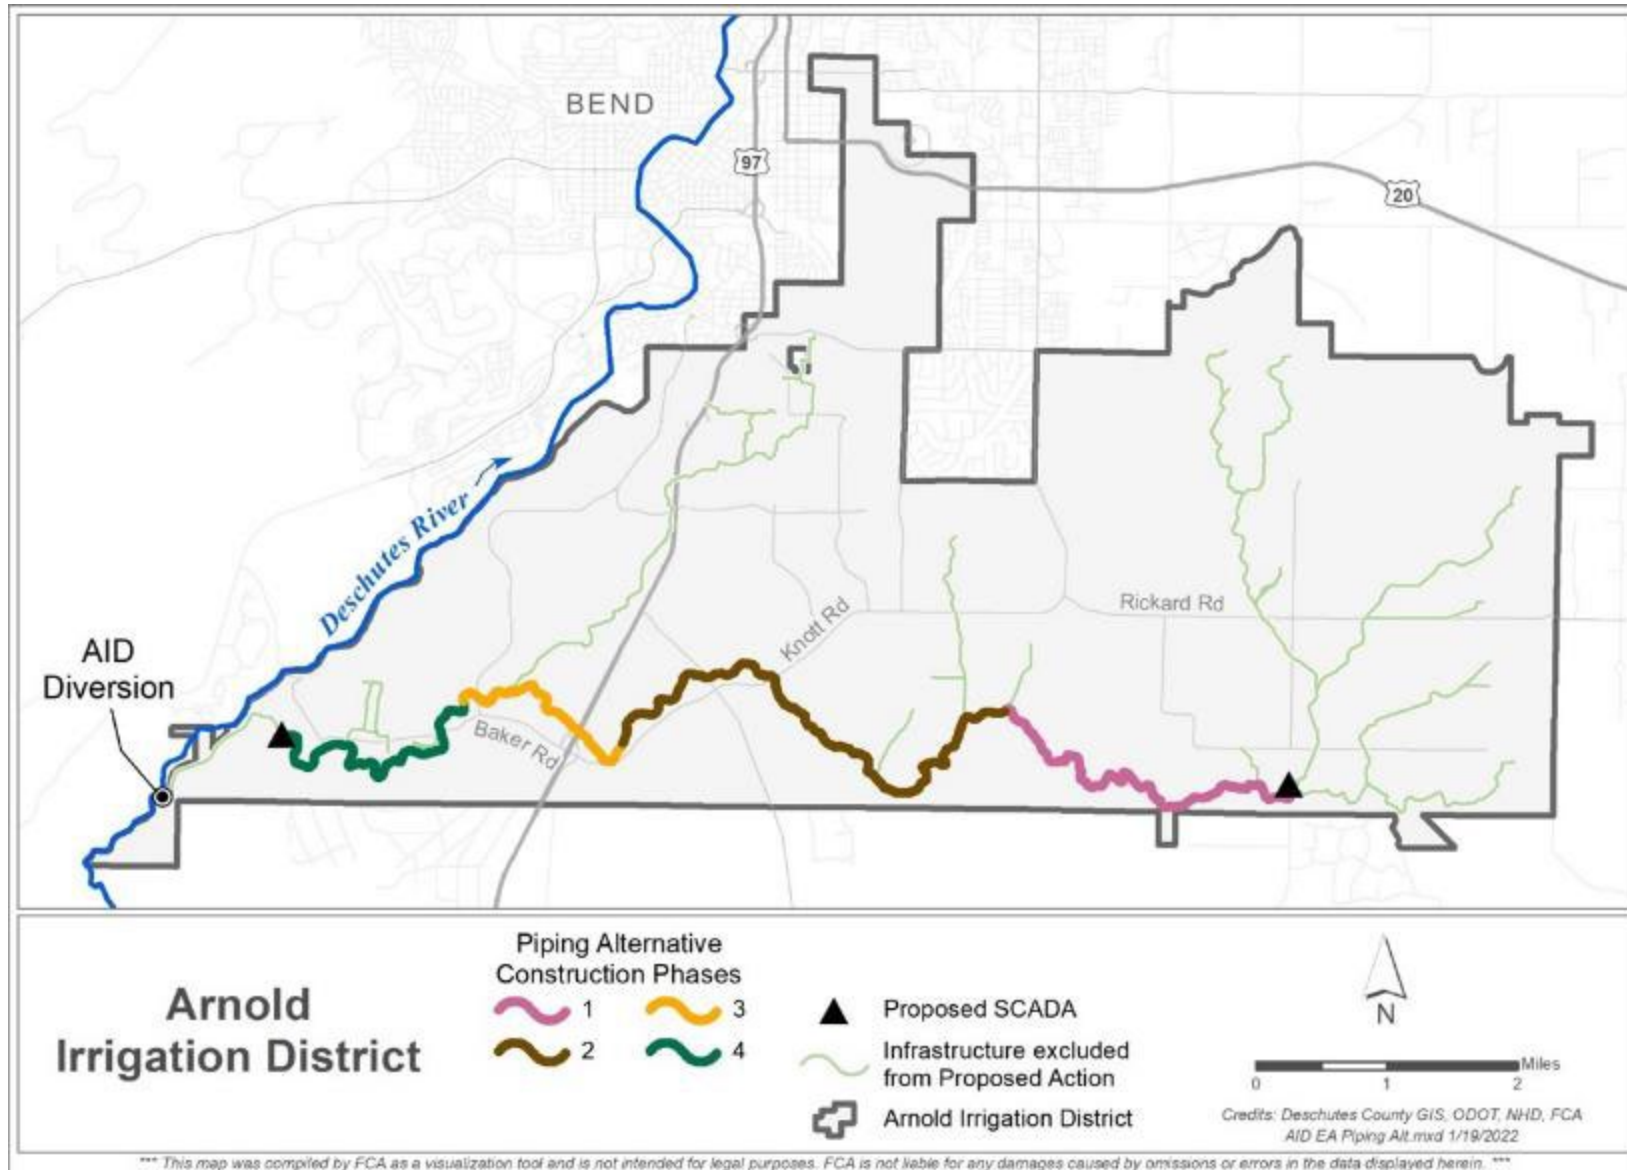 BEND
97
20
Deschutes River
Knott Rd
Rickard Rd
AID
Diversion
Baker Rd
Arnold
Irrigation District
Piping Alternative
Construction Phases
1
3
2
4
Proposed SCADA
Infrastructure excluded
from Proposed Action
Arnold Irrigation District
N
Miles
0
1
2
Credits: Deschutes County GIS, ODOT, NHD, FCA
AID EA Piping Alt.mxd 1/19/2022
*** This map was compiled by FCA as a visualization tool and is not intended for legal purposes. FCA is not liable for any damages caused by omissions or errors in the data displayed herein. ***